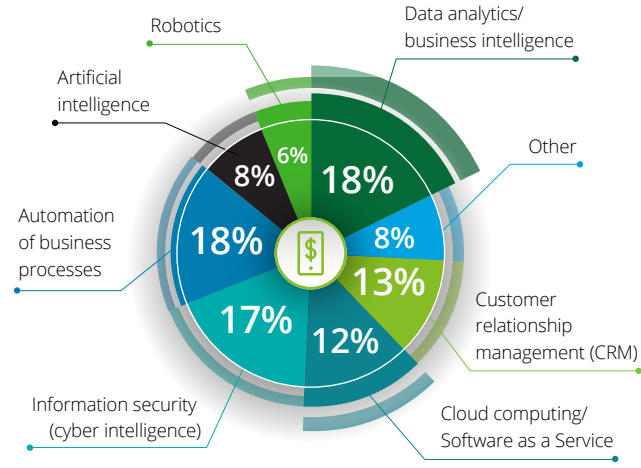 Robotics
6%
Data analytics/
business intelligence
18%
Other
8%
Customer
relationship
management (CRM)
13%
Cloud computing/
Software as a Service
12%
Information security
(cyber intelligence)
17%
Automation
of business
processes
18%
Artificial
intelligence
8%
$